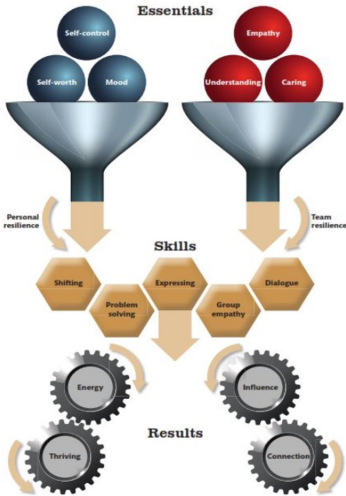 Essentials
Self-control
Empathy
Self-worth
Mood
Understanding
Caring
Personal
resilience
Team
resilience
Skills
Shifting
Problem
solving
Expressing
Group
empathy
Dialogue
Energy
Influence
Results
Thriving
Connection